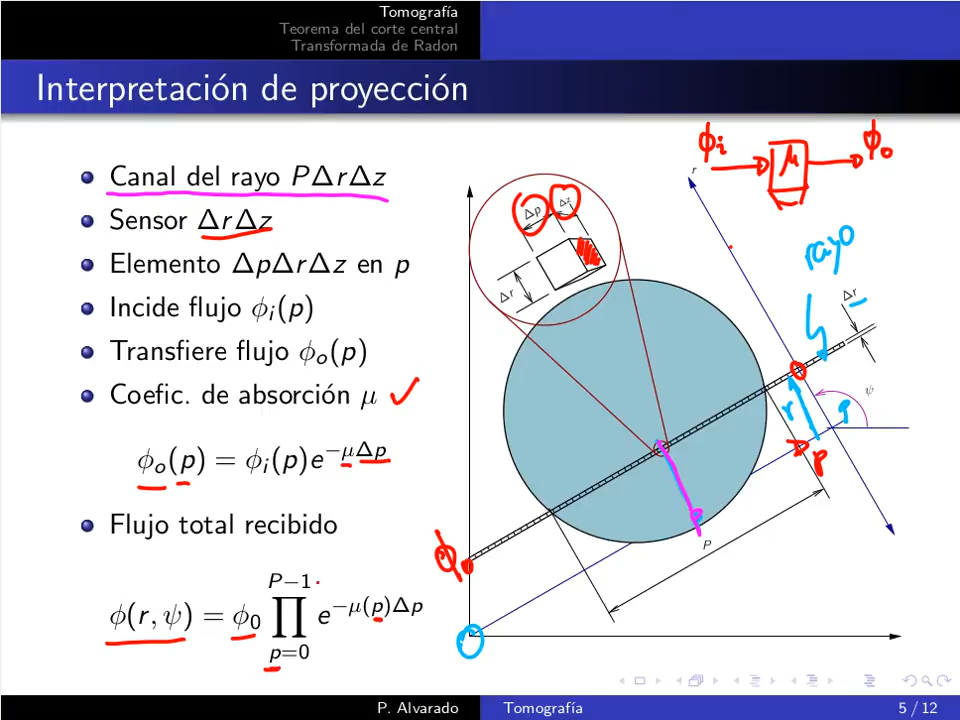 Tomografía
Teorema del corte central
Transformada de Radon
Interpretación de proyección
Canal del rayo PΔrΔz
Sensor ΔrΔz
Elemento ΔpΔrΔz en p
Incide flujo ϕi(p)
Transfiere flujo ϕo(p)
Coefic. de absorción μ
ϕo(p) = ϕi(p)e^−μΔp
Flujo total recibido
ϕ(r, ψ) = ϕ0 ∏_{p=0}^{P−1} e^−μ(p)Δp
ϕi
μ
ϕo
r
Δp
Δz
Δr
rayo
Δr
ψ
r
p
P
ϕo
P. Alvarado
Tomografía
5 / 12